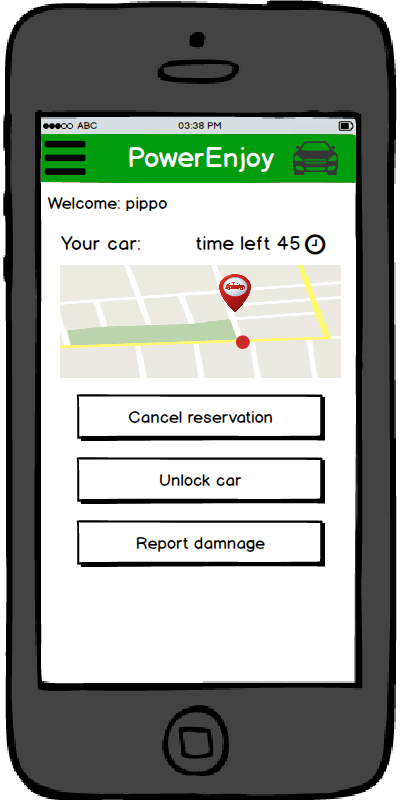 ABC 03:38 PM
PowerEnjoy
Welcome: pippo
Your car: time left 45
Cancel reservation
Unlock car
Report damnage